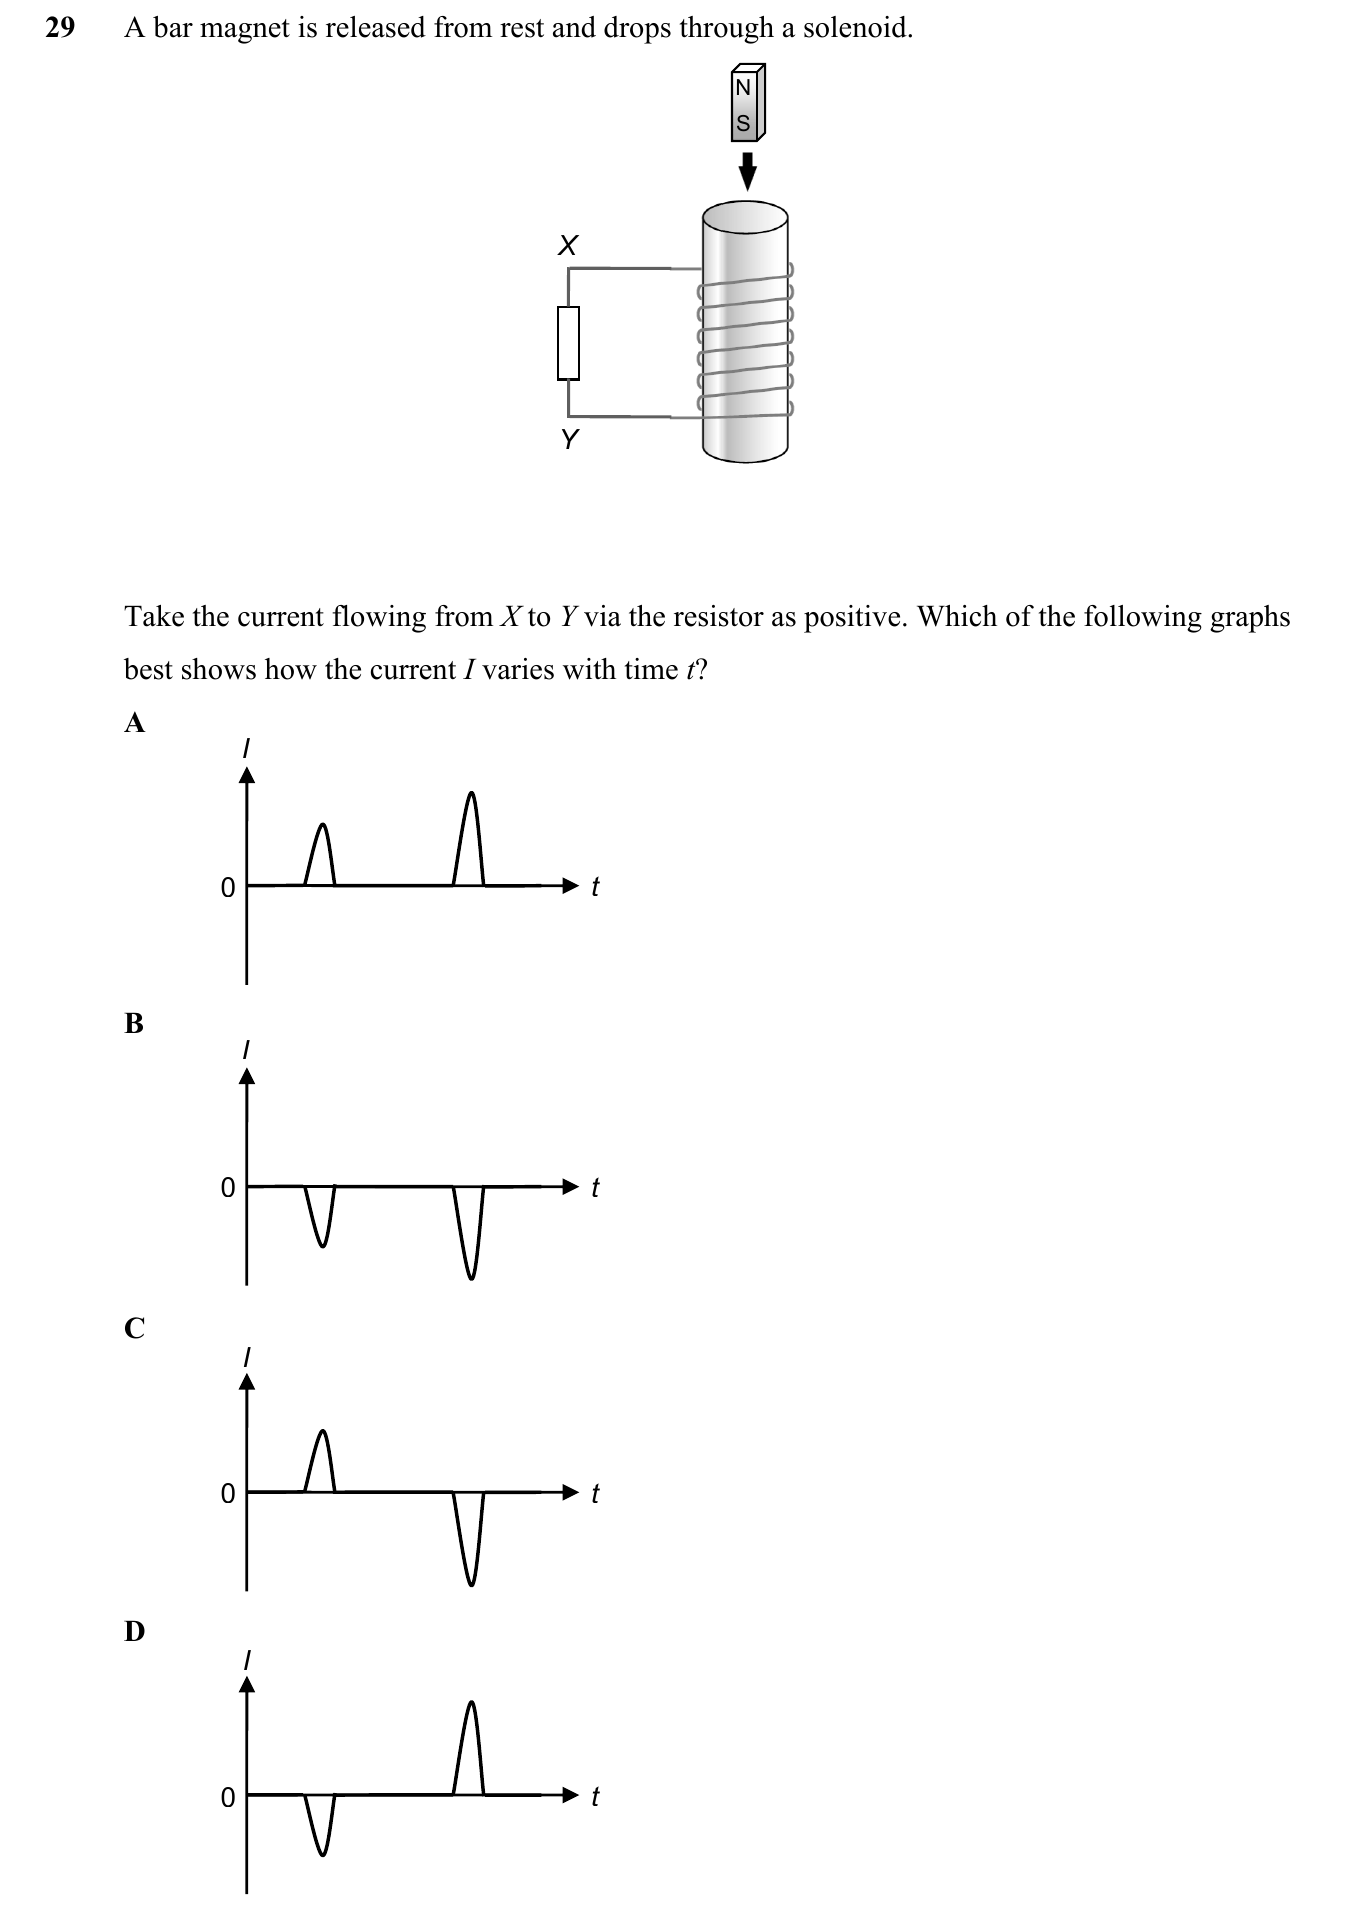 29 A bar magnet is released from rest and drops through a solenoid.
N
S
X
Y
Take the current flowing from X to Y via the resistor as positive. Which of the following graphs
best shows how the current I varies with time t?
A
I
0
t
B
I
0
t
C
I
0
t
D
I
0
t